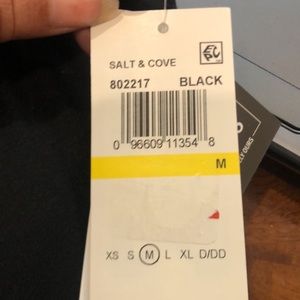 SALT & COVE
802217 BLACK
0 96609 11354 8
M
XS S M L XL D/DD